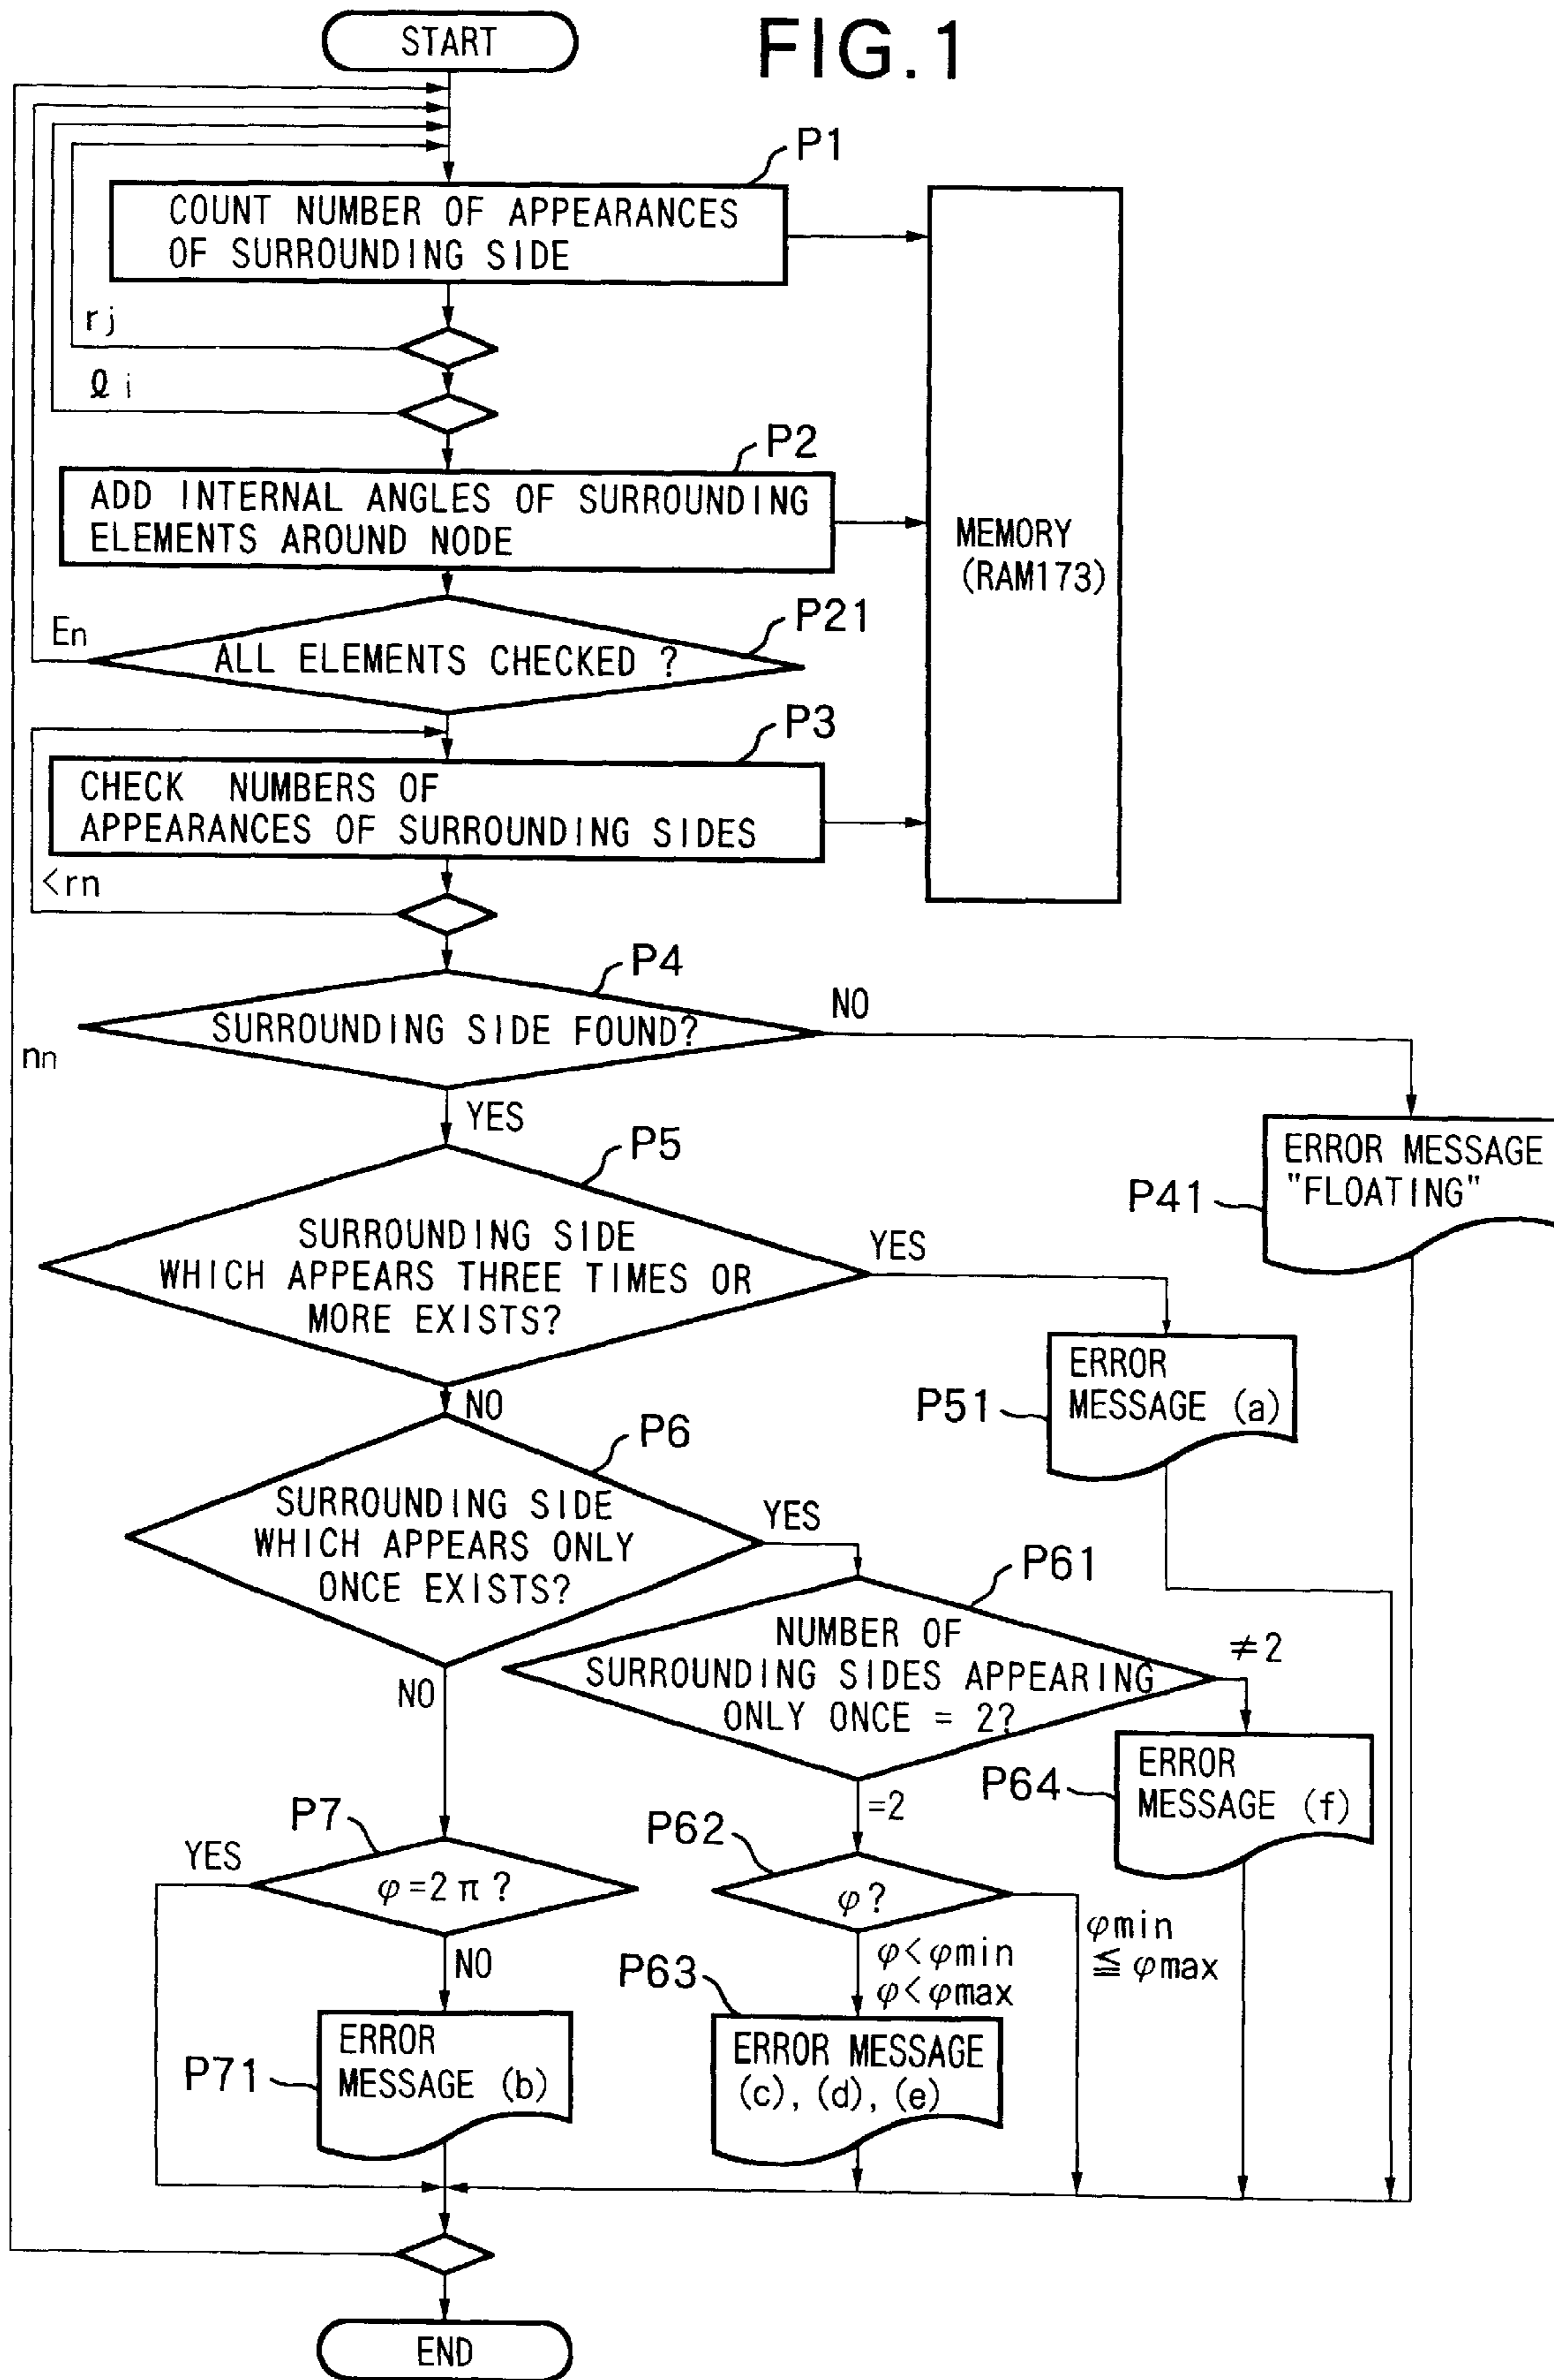 FIG.1
START
P1
COUNT NUMBER OF APPEARANCES
OF SURROUNDING SIDE
rj
ℓi
P2
ADD INTERNAL ANGLES OF SURROUNDING
ELEMENTS AROUND NODE
MEMORY
(RAM173)
P21
En
ALL ELEMENTS CHECKED ?
P3
CHECK NUMBERS OF
APPEARANCES OF SURROUNDING SIDES
<rn
P4
SURROUNDING SIDE FOUND?
NO
nn
YES
P41
ERROR MESSAGE
"FLOATING"
P5
SURROUNDING SIDE
WHICH APPEARS THREE TIMES OR
MORE EXISTS?
YES
P51
ERROR
MESSAGE (a)
NO
P6
SURROUNDING SIDE
WHICH APPEARS ONLY
ONCE EXISTS?
YES
P61
NUMBER OF
SURROUNDING SIDES APPEARING
ONLY ONCE = 2?
≠2
NO
P64
ERROR
MESSAGE (f)
=2
P7
YES
φ=2π?
P62
φ?
φmin
≦ φmax
NO
φ<φmin
φ<φmax
P63
ERROR MESSAGE
(c), (d), (e)
P71
ERROR
MESSAGE (b)
END